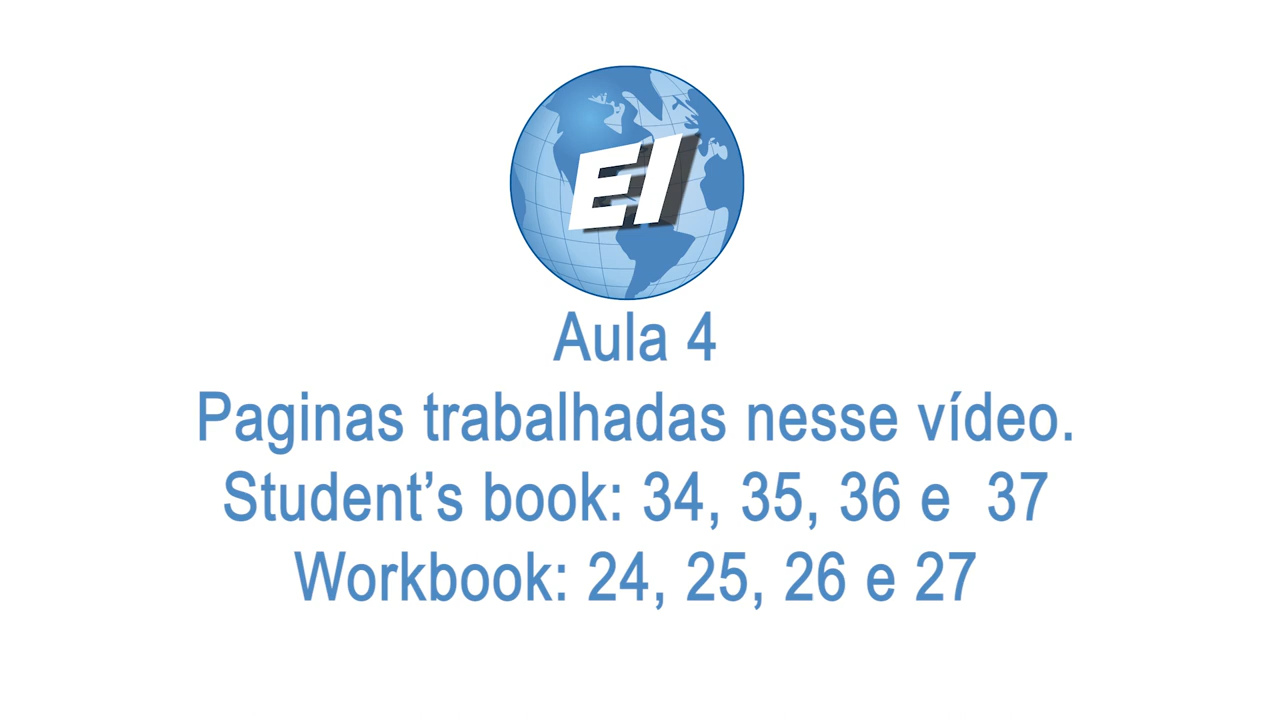 EI
Aula 4
Paginas trabalhadas nesse vídeo.
Student’s book: 34, 35, 36 e 37
Workbook: 24, 25, 26 e 27